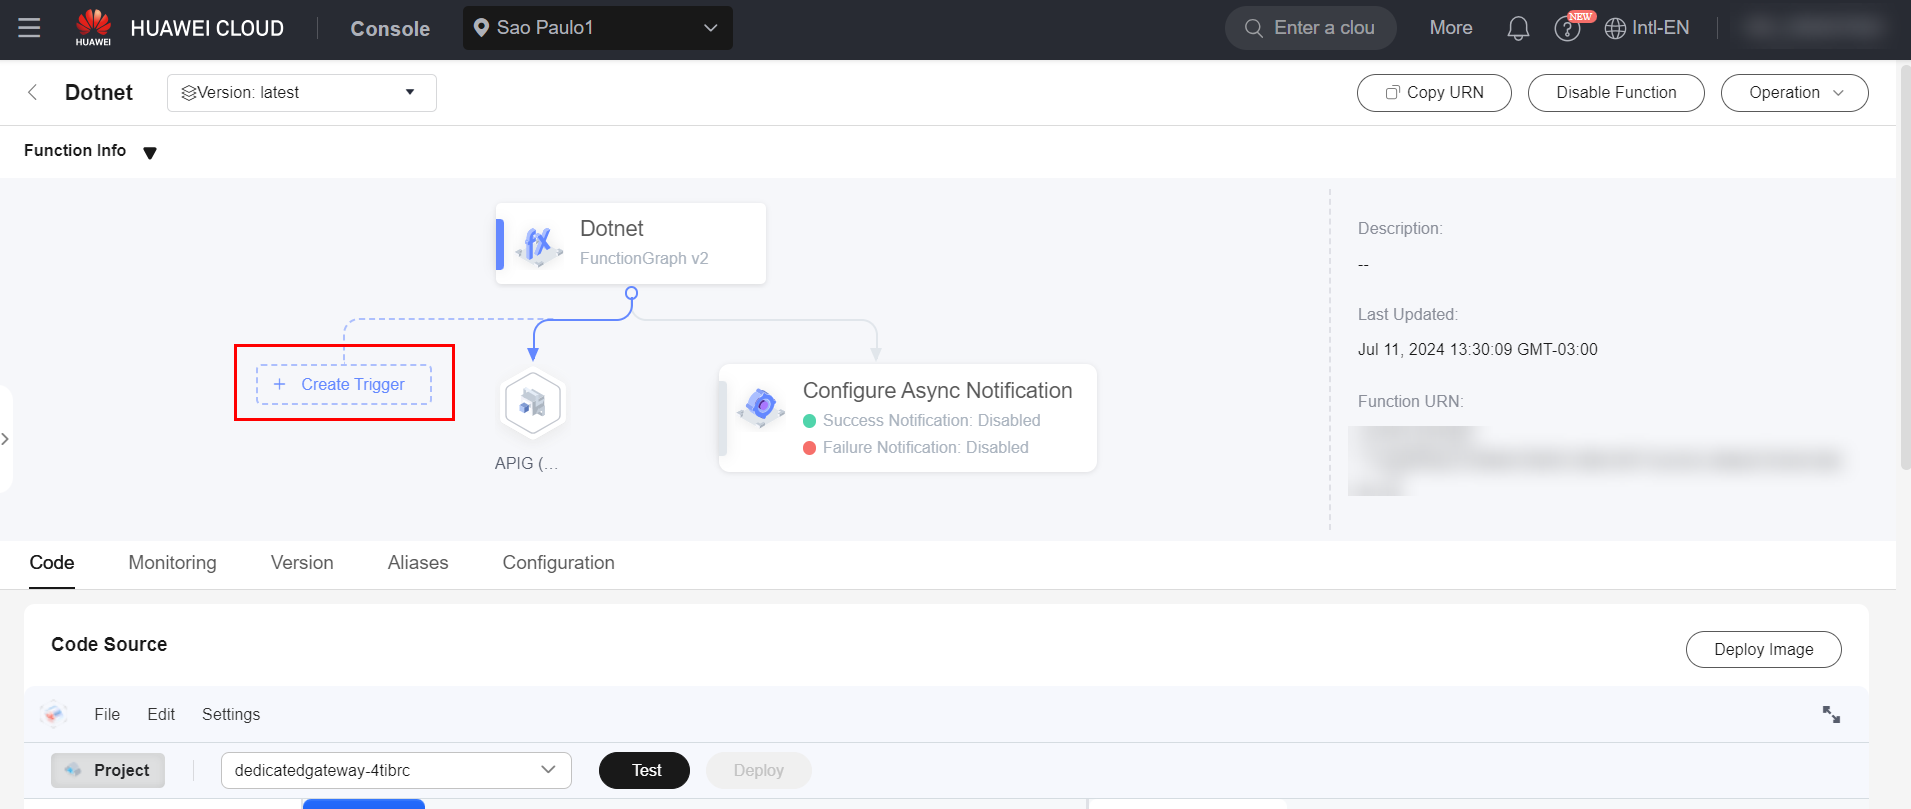 HUAWEI
HUAWEI CLOUD
Console
Sao Paulo1
Enter a clou
More
NEW
Intl-EN
Dotnet
Version: latest
Copy URN
Disable Function
Operation
Function Info
Dotnet
FunctionGraph v2
Create Trigger
APIG (...
Configure Async Notification
Success Notification: Disabled
Failure Notification: Disabled
Description:
--
Last Updated:
Jul 11, 2024 13:30:09 GMT-03:00
Function URN:
Code
Monitoring
Version
Aliases
Configuration
Code Source
Deploy Image
File
Edit
Settings
Project
dedicatedgateway-4tibrc
Test
Deploy